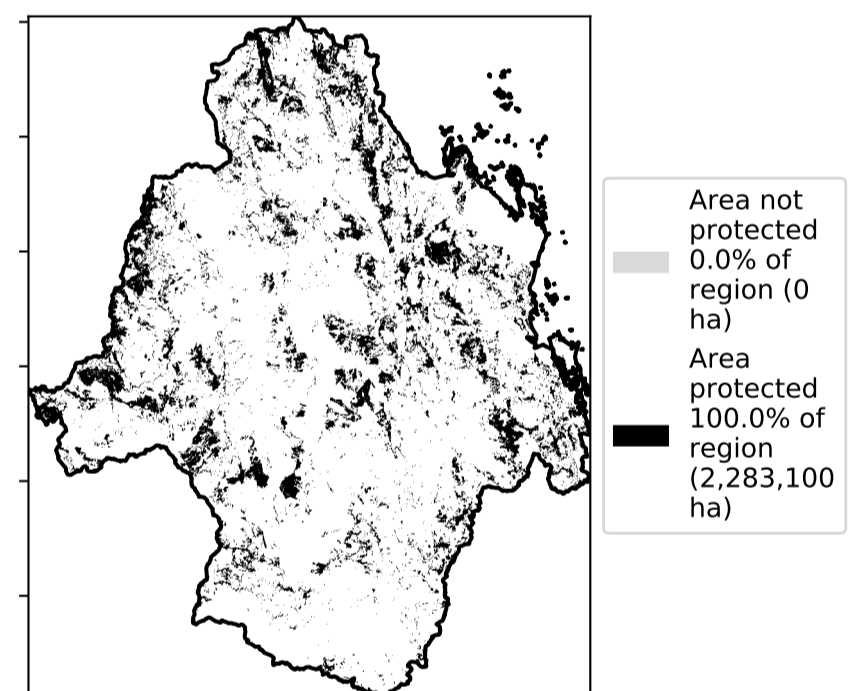 Area not
protected
0.0% of
region (0
ha)
Area
protected
100.0% of
region
(2,283,100
ha)